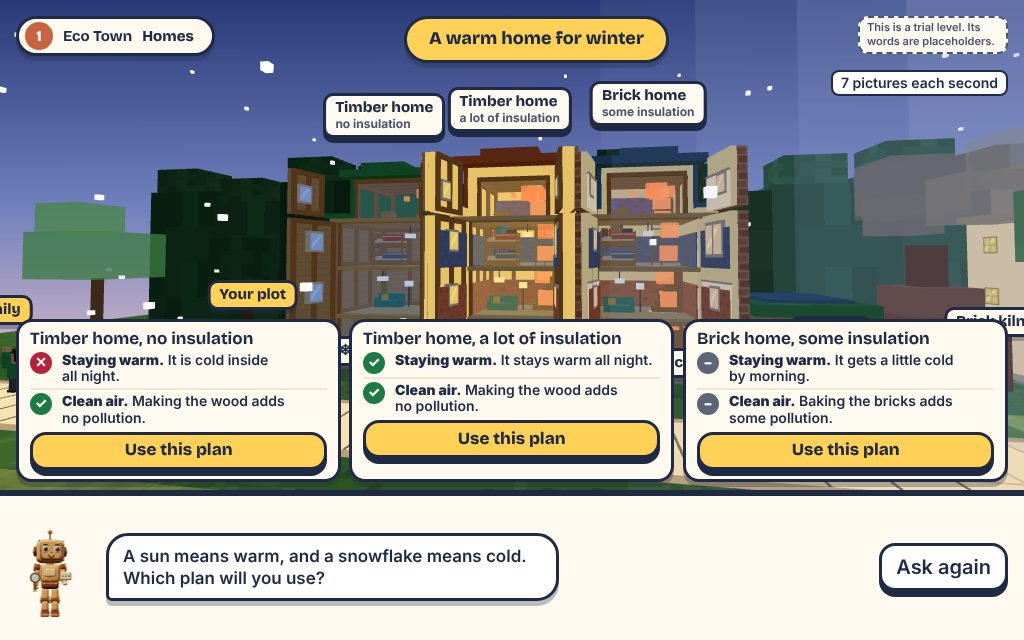 1 Eco Town Homes
A warm home for winter
This is a trial level. Its
words are placeholders.
7 pictures each second
Timber home
no insulation
Timber home
a lot of insulation
Brick home
some insulation
Your plot
Timber home, no insulation
Staying warm. It is cold inside
all night.
Clean air. Making the wood adds
no pollution.
Use this plan
Timber home, a lot of insulation
Staying warm. It stays warm all night.
Clean air. Making the wood adds
no pollution.
Use this plan
Brick home, some insulation
Staying warm. It gets a little cold
by morning.
Clean air. Baking the bricks adds
some pollution.
Use this plan
A sun means warm, and a snowflake means cold.
Which plan will you use?
Ask again